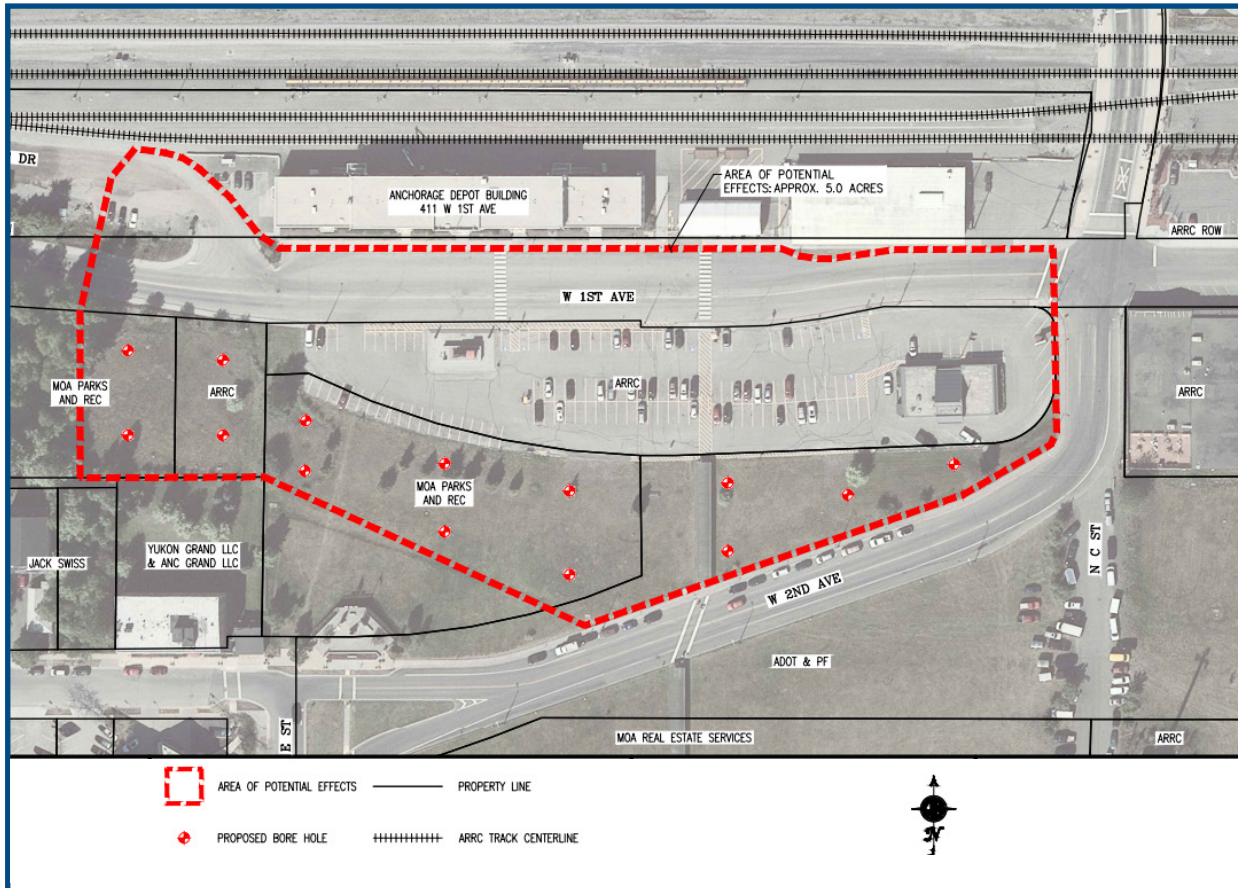 DR
ANCHORAGE DEPOT BUILDING
411 W 1ST AVE
AREA OF POTENTIAL
EFFECTS: APPROX. 5.0 ACRES
ARRC ROW
W 1ST AVE
MOA PARKS
AND REC
ARRC
ARRC
ARRC
MOA PARKS
AND REC
JACK SWISS
YUKON GRAND LLC
& ANC GRAND LLC
W 2ND AVE
N C ST
ADOT & PF
E ST
MOA REAL ESTATE SERVICES
ARRC
AREA OF POTENTIAL EFFECTS
PROPERTY LINE
PROPOSED BORE HOLE
ARRC TRACK CENTERLINE
N